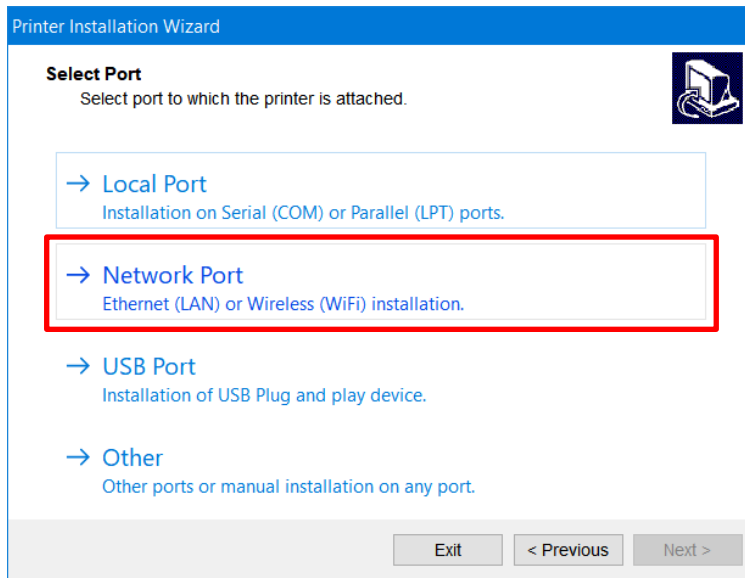 Printer Installation Wizard
Select Port
Select port to which the printer is attached.
→ Local Port
Installation on Serial (COM) or Parallel (LPT) ports.
→ Network Port
Ethernet (LAN) or Wireless (WiFi) installation.
→ USB Port
Installation of USB Plug and play device.
→ Other
Other ports or manual installation on any port.
Exit < Previous Next >